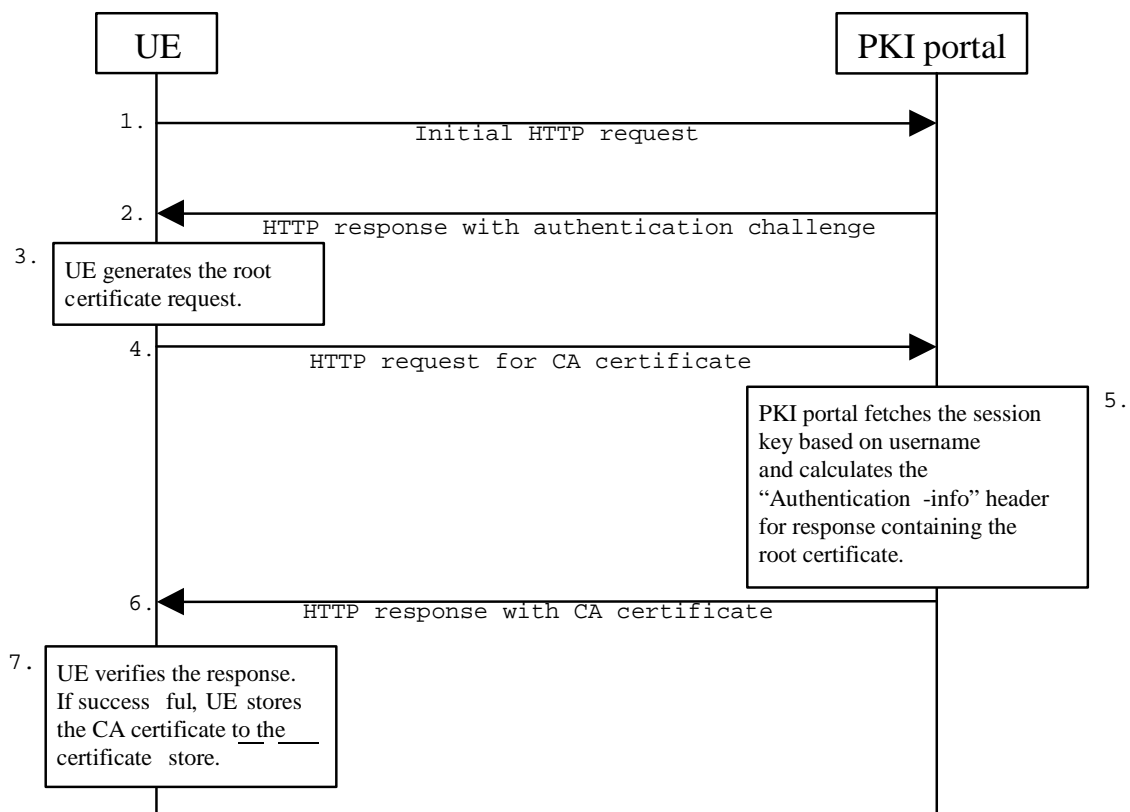 UE
PKI portal
1.
Initial HTTP request
2.
HTTP response with authentication challenge
3.
UE generates the root
certificate request.
4.
HTTP request for CA certificate
5.
PKI portal fetches the session
key based on username
and calculates the
“Authentication -info” header
for response containing the
root certificate.
6.
HTTP response with CA certificate
7.
UE verifies the response.
If success ful, UE stores
the CA certificate to the
certificate store.